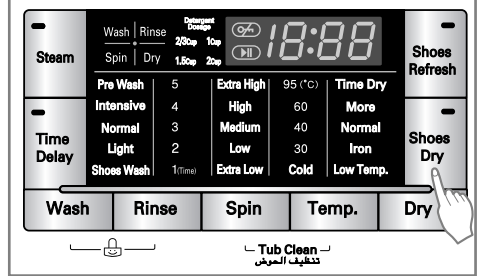 Steam
Wash Rinse
Spin Dry
Detergent Dosage
2/3Cup 1Cup
1.5Cup 2Cup
18:88
Shoes Refresh
Pre Wash 5 Extra High 95 (°C) Time Dry
Intensive 4 High 60 More
Normal 3 Medium 40 Normal
Light 2 Low 30 Iron
Shoes Wash 1(Time) Extra Low Cold Low Temp.
Time Delay
Shoes Dry
Wash Rinse Spin Temp. Dry
Tub Clean
تنظيف الحوض